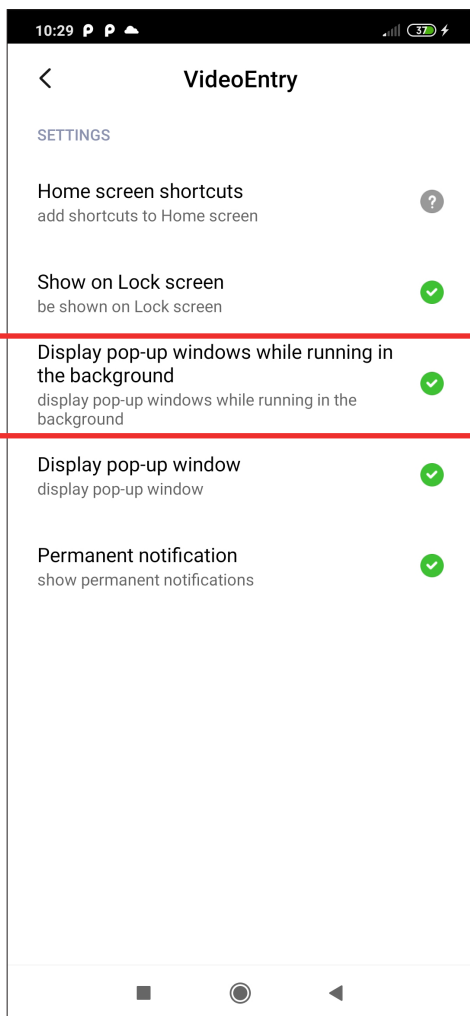 10:29 P P 37
VideoEntry
SETTINGS
Home screen shortcuts
add shortcuts to Home screen
?
Show on Lock screen
be shown on Lock screen
Display pop-up windows while running in
the background
display pop-up windows while running in the
background
Display pop-up window
display pop-up window
Permanent notification
show permanent notifications